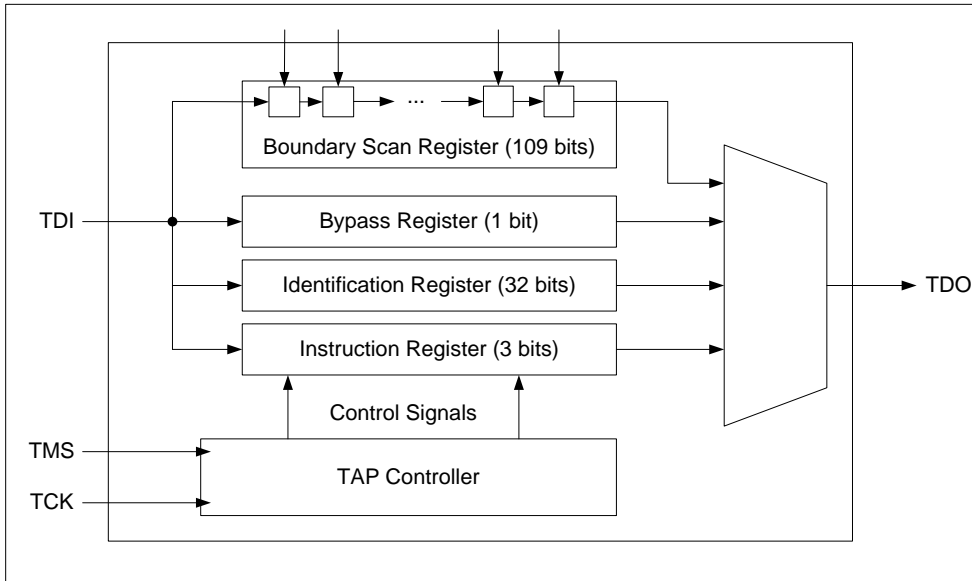 ...
Boundary Scan Register (109 bits)
TDI
Bypass Register (1 bit)
Identification Register (32 bits)
TDO
Instruction Register (3 bits)
Control Signals
TMS
TAP Controller
TCK